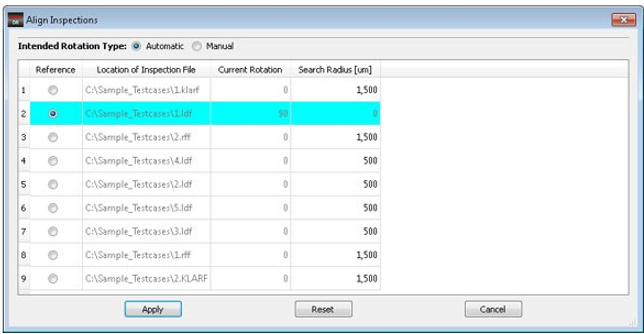 Align Inspections
Intended Rotation Type: Automatic Manual
Reference Location of Inspection File Current Rotation Search Radius [um]
1 C:\Sample_Testcases\1.klarf 0 1,500
2 C:\Sample_Testcases\1.ldf 90 0
3 C:\Sample_Testcases\2.rff 0 1,500
4 C:\Sample_Testcases\4.ldf 0 500
5 C:\Sample_Testcases\2.ldf 0 500
6 C:\Sample_Testcases\5.ldf 0 500
7 C:\Sample_Testcases\3.ldf 0 500
8 C:\Sample_Testcases\1.rff 0 1,500
9 C:\Sample_Testcases\2.KLARF 0 1,500
Apply Reset Cancel